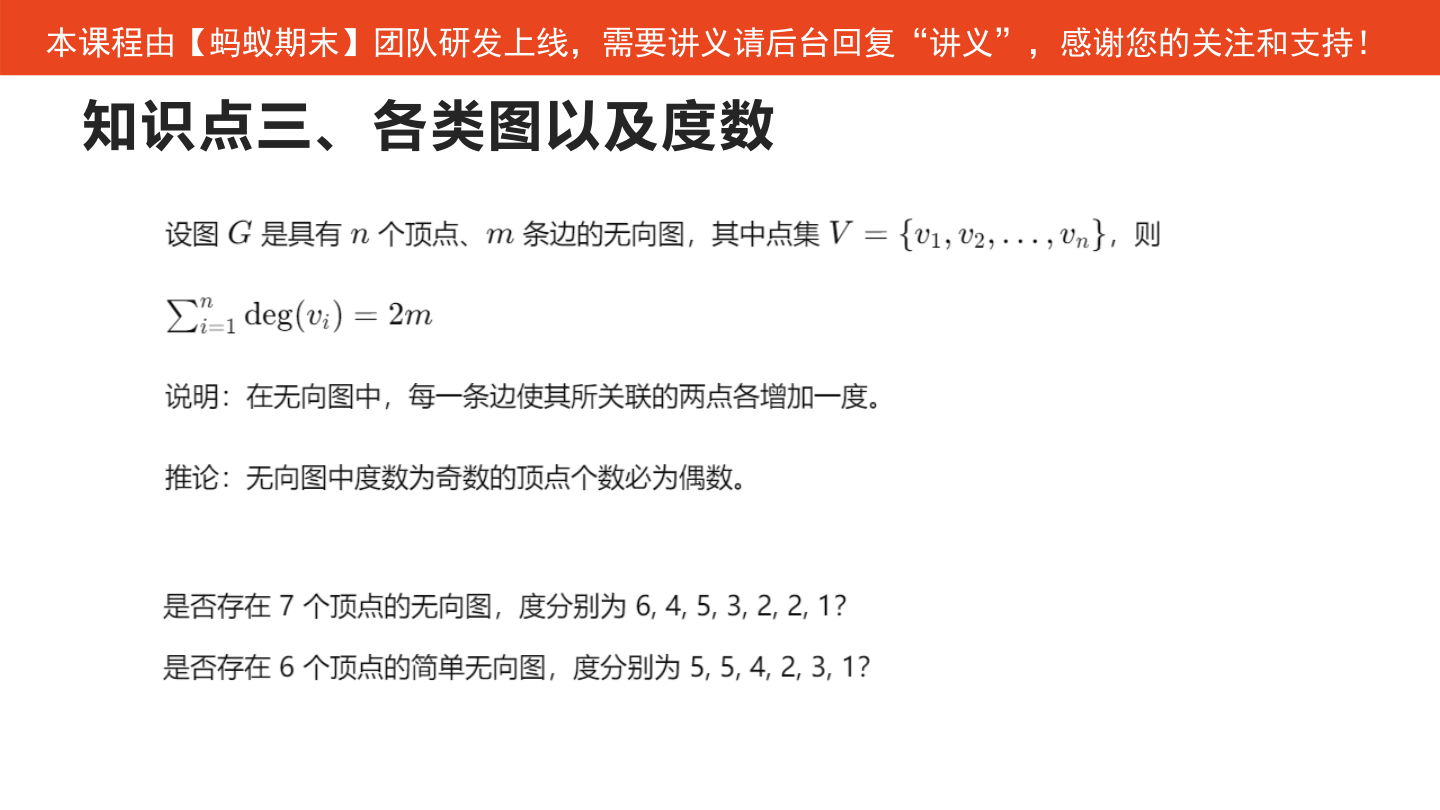 本课程由【蚂蚁期末】团队研发上线，需要讲义请后台回复“讲义”，感谢您的关注和支持！
知识点三、各类图以及度数
设图 G 是具有 n 个顶点、m 条边的无向图，其中点集 V = {v₁, v₂, . . . , vₙ}，则
∑ⁿᵢ₌₁ deg(vᵢ) = 2m
说明：在无向图中，每一条边使其所关联的两点各增加一度。
推论：无向图中度数为奇数的顶点个数必为偶数。
是否存在 7 个顶点的无向图，度分别为 6, 4, 5, 3, 2, 2, 1？
是否存在 6 个顶点的简单无向图，度分别为 5, 5, 4, 2, 3, 1？